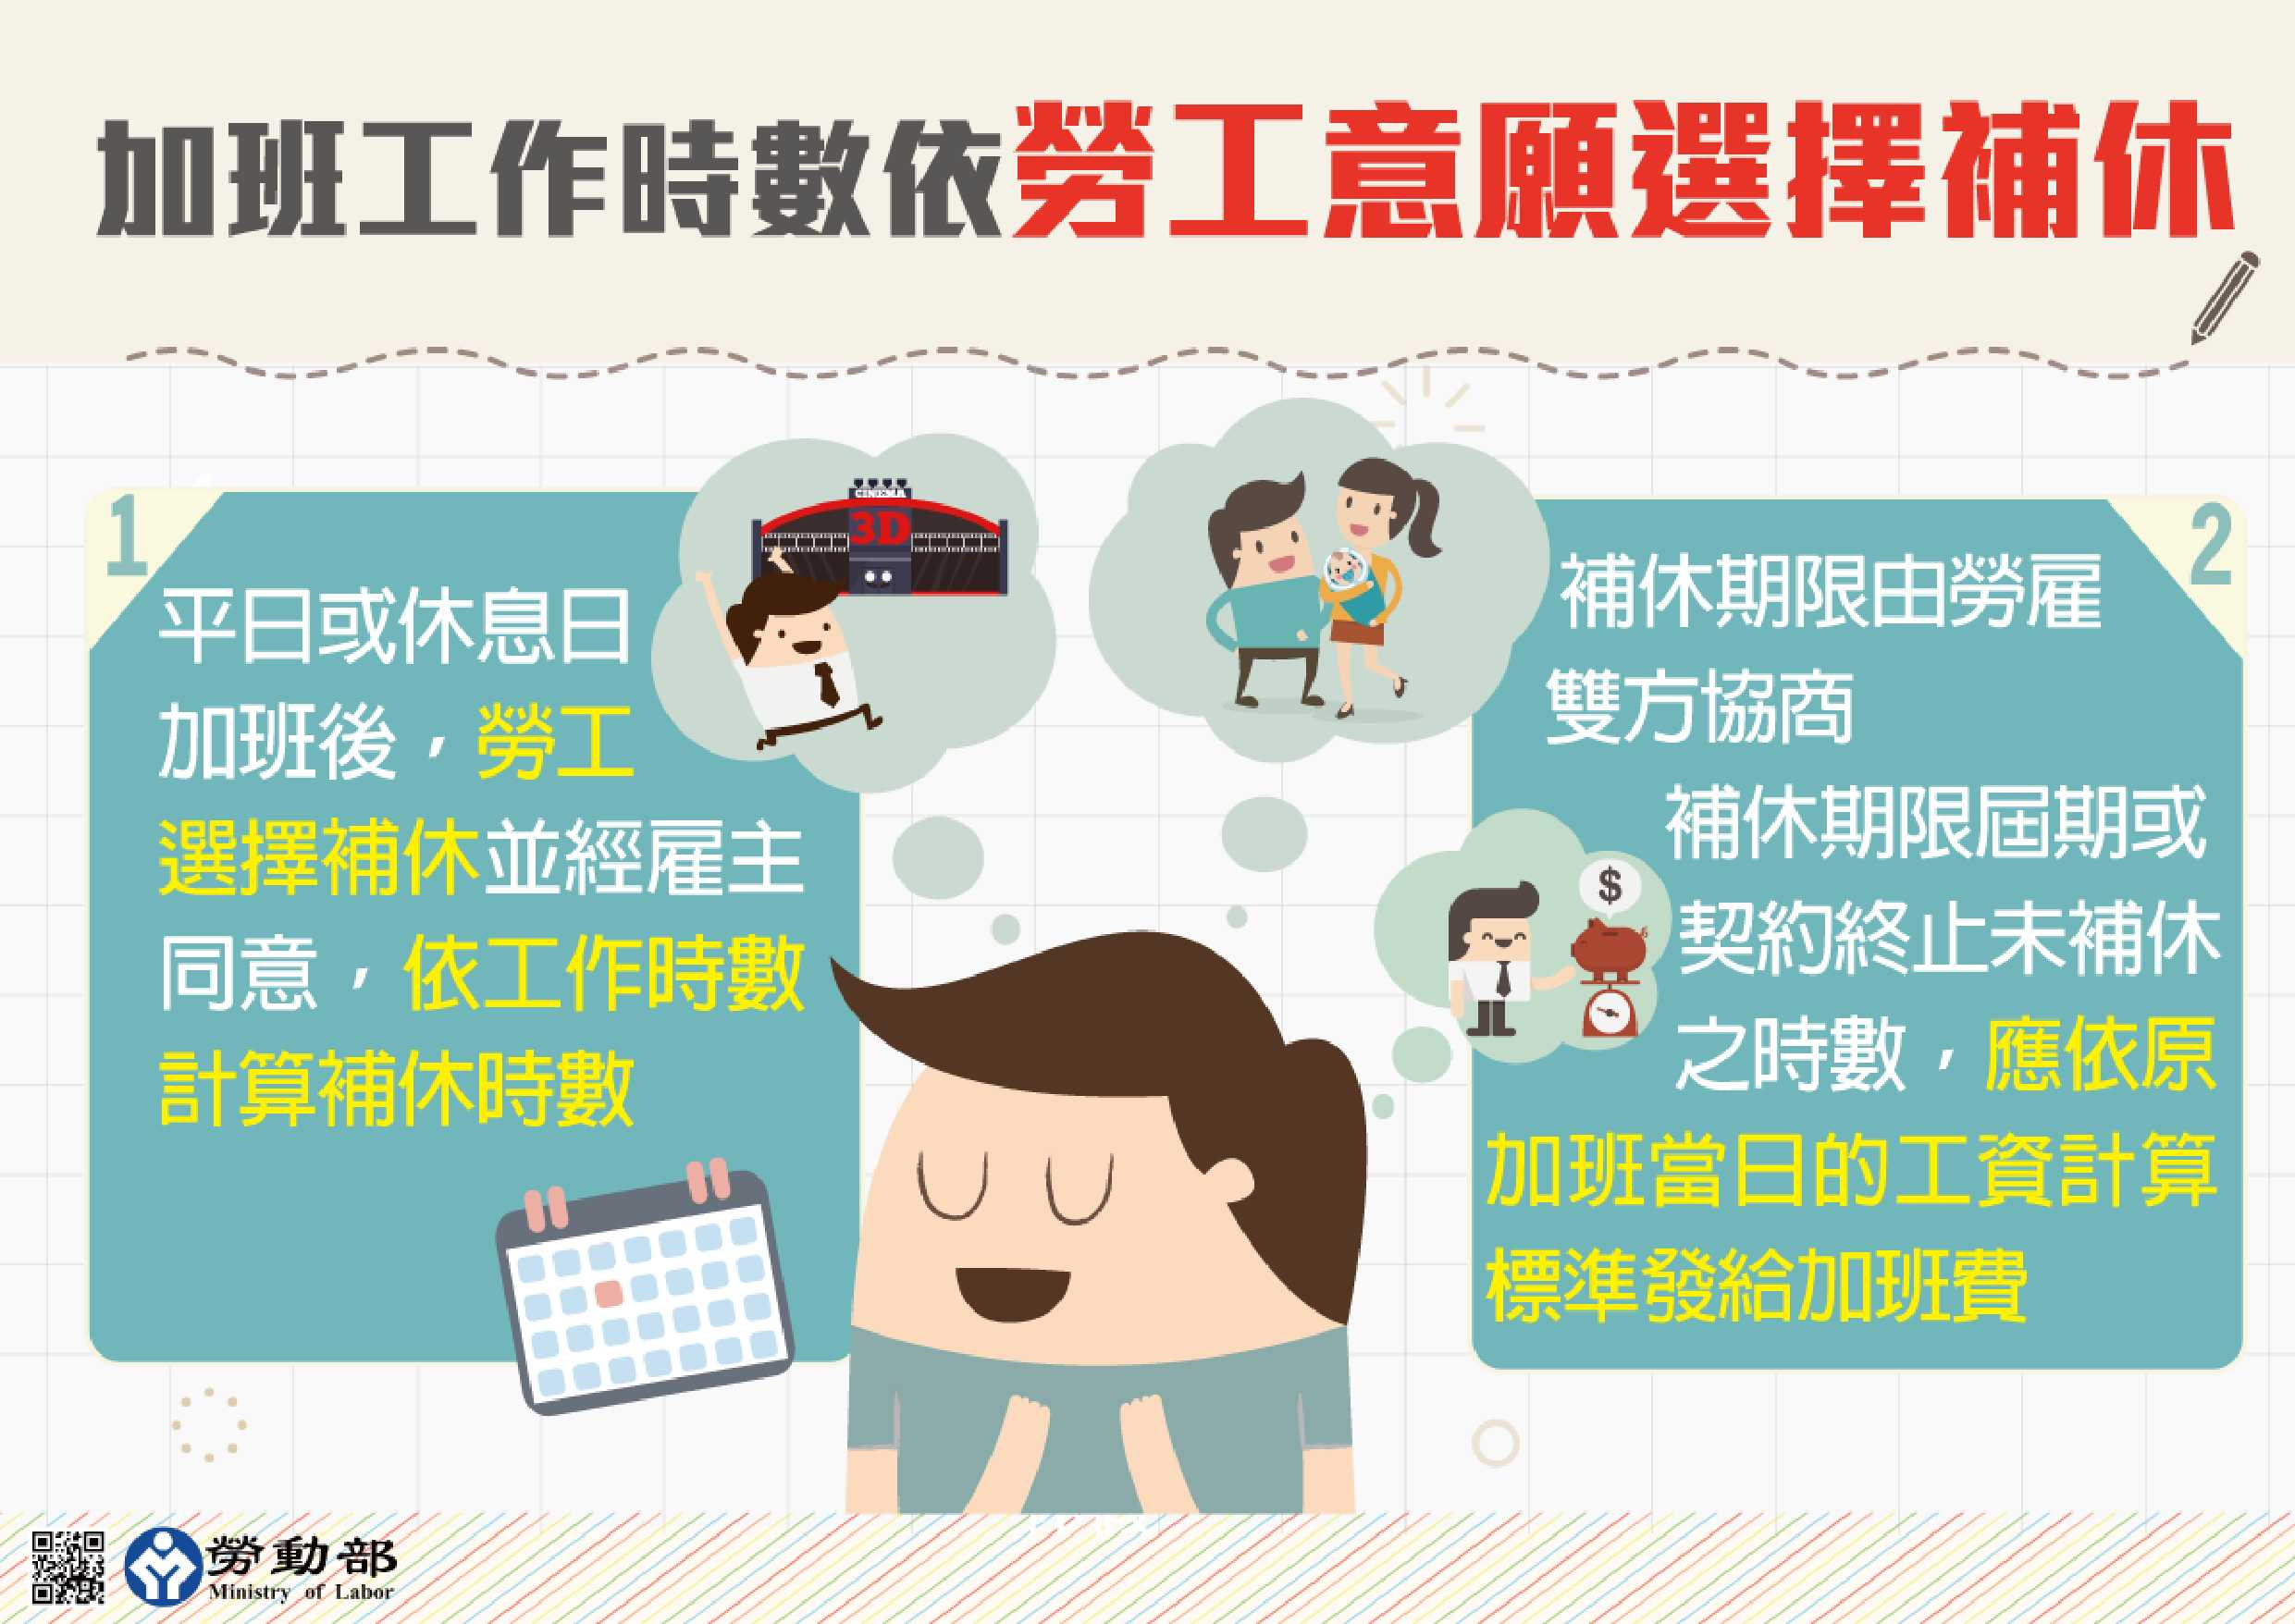 加班工作時數依勞工意願選擇補休
1
平日或休息日
加班後，勞工
選擇補休並經雇主
同意，依工作時數
計算補休時數
CINEMA
3D
2
補休期限由勞雇
雙方協商
補休期限屆期或
契約終止未補休
之時數，應依原
加班當日的工資計算
標準發給加班費
$
勞動部
Ministry of Labor